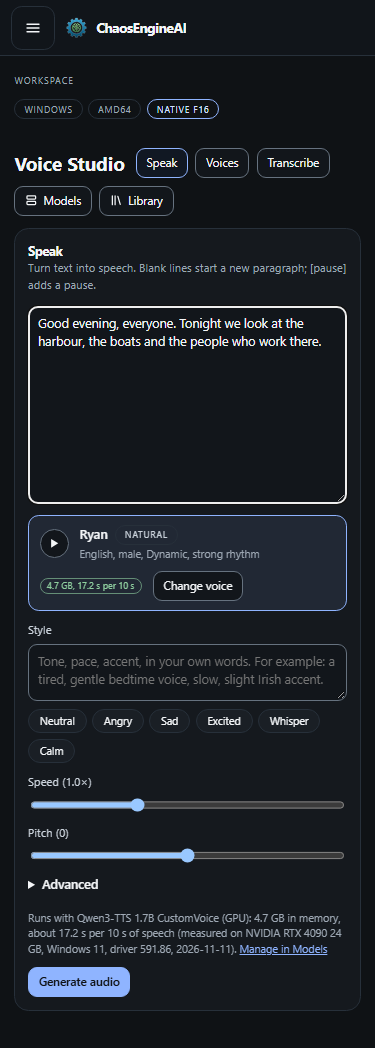 ChaosEngineAI
WORKSPACE
WINDOWS AMD64 NATIVE F16
Voice Studio Speak Voices Transcribe
Models Library
Speak
Turn text into speech. Blank lines start a new paragraph; [pause]
adds a pause.
Good evening, everyone. Tonight we look at the
harbour, the boats and the people who work there.
Ryan NATURAL
English, male, Dynamic, strong rhythm
4.7 GB, 17.2 s per 10 s Change voice
Style
Tone, pace, accent, in your own words. For example: a
tired, gentle bedtime voice, slow, slight Irish accent.
Neutral Angry Sad Excited Whisper
Calm
Speed (1.0×)
Pitch (0)
Advanced
Runs with Qwen3-TTS 1.7B CustomVoice (GPU): 4.7 GB in memory,
about 17.2 s per 10 s of speech (measured on NVIDIA RTX 4090 24
GB, Windows 11, driver 591.86, 2026-11-11). Manage in Models
Generate audio